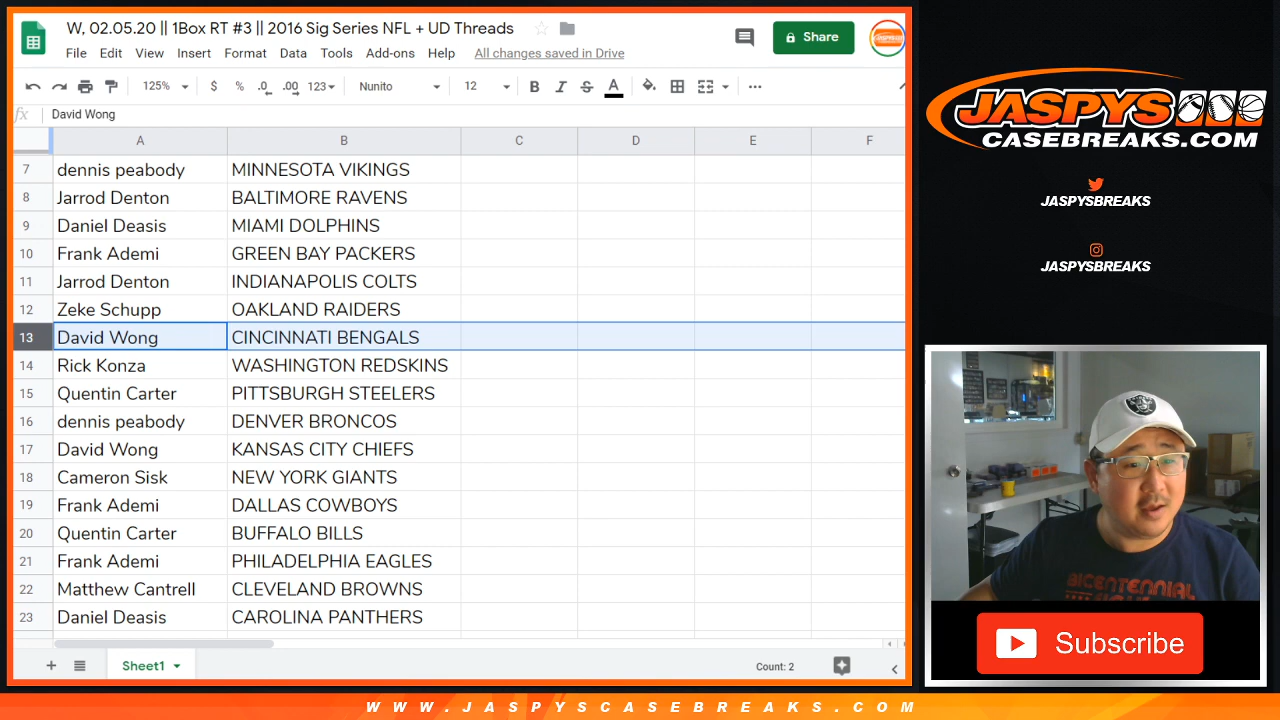 W, 02.05.20 || 1Box RT #3 || 2016 Sig Series NFL + UD Threads
File Edit View Insert Format Data Tools Add-ons Help All changes saved in Drive
Share
125% $ % .0 .00 123 Nunito 12 B I S A
fx David Wong
A B C D E F
7 dennis peabody MINNESOTA VIKINGS
8 Jarrod Denton BALTIMORE RAVENS
9 Daniel Deasis MIAMI DOLPHINS
10 Frank Ademi GREEN BAY PACKERS
11 Jarrod Denton INDIANAPOLIS COLTS
12 Zeke Schupp OAKLAND RAIDERS
13 David Wong CINCINNATI BENGALS
14 Rick Konza WASHINGTON REDSKINS
15 Quentin Carter PITTSBURGH STEELERS
16 dennis peabody DENVER BRONCOS
17 David Wong KANSAS CITY CHIEFS
18 Cameron Sisk NEW YORK GIANTS
19 Frank Ademi DALLAS COWBOYS
20 Quentin Carter BUFFALO BILLS
21 Frank Ademi PHILADELPHIA EAGLES
22 Matthew Cantrell CLEVELAND BROWNS
23 Daniel Deasis CAROLINA PANTHERS
Sheet1
Count: 2
JASPYS
CASEBREAKS.COM
JASPYSBREAKS
JASPYSBREAKS
BICENTENNIAL
Subscribe
WWW.JASPYSCASEBREAKS.COM